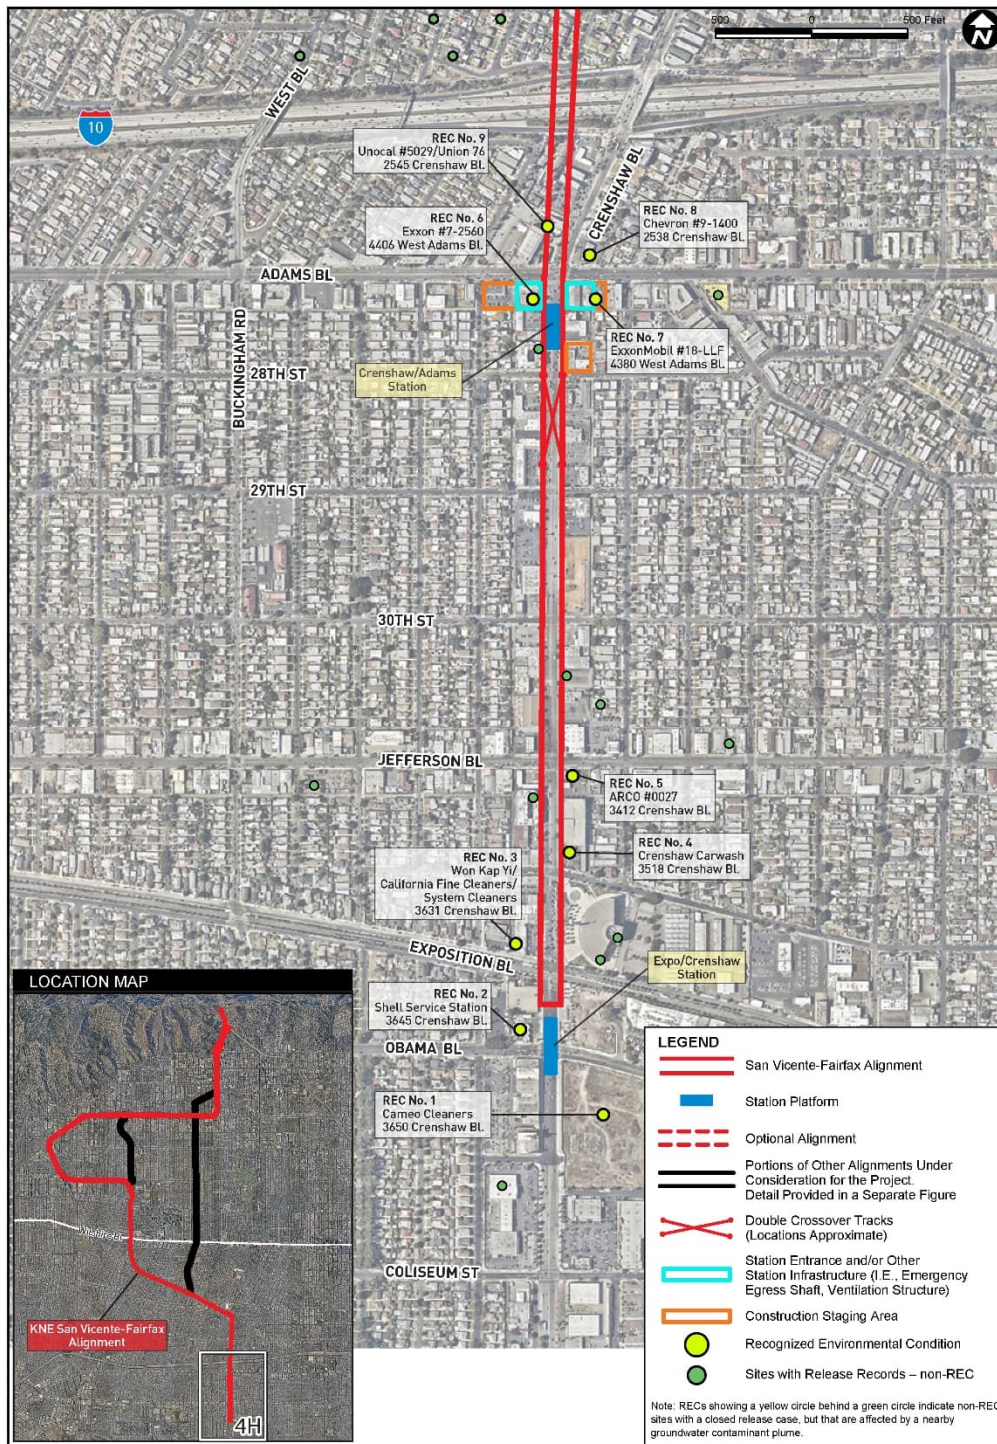 500 0 500 Feet
N
WEST BL
10
REC No. 9
Unocal #5029/Union 76
2545 Crenshaw Bl.
CRENSHAW BL
REC No. 6
Exxon #7-2560
4406 West Adams Bl.
REC No. 8
Chevron #9-1400
2538 Crenshaw Bl.
ADAMS BL
BUCKINGHAM RD
REC No. 7
ExxonMobil #18-LLF
4380 West Adams Bl.
Crenshaw/Adams
Station
28TH ST
29TH ST
30TH ST
JEFFERSON BL
REC No. 5
ARCO #0027
3412 Crenshaw Bl.
REC No. 4
Crenshaw Carwash
3518 Crenshaw Bl.
REC No. 3
Won Kap Yi/
California Fine Cleaners/
System Cleaners
3631 Crenshaw Bl.
EXPOSITION BL
Expo/Crenshaw
Station
REC No. 2
Shell Service Station
3645 Crenshaw Bl.
OBAMA BL
REC No. 1
Cameo Cleaners
3650 Crenshaw Bl.
COLISEUM ST
LOCATION MAP
Wilshire Bl
KNE San Vicente-Fairfax
Alignment
4H
LEGEND
San Vicente-Fairfax Alignment
Station Platform
Optional Alignment
Portions of Other Alignments Under
Consideration for the Project.
Detail Provided in a Separate Figure
Double Crossover Tracks
(Locations Approximate)
Station Entrance and/or Other
Station Infrastructure (I.E., Emergency
Egress Shaft, Ventilation Structure)
Construction Staging Area
Recognized Environmental Condition
Sites with Release Records – non-REC
Note: RECs showing a yellow circle behind a green circle indicate non-REC
sites with a closed release case, but that are affected by a nearby
groundwater contaminant plume.